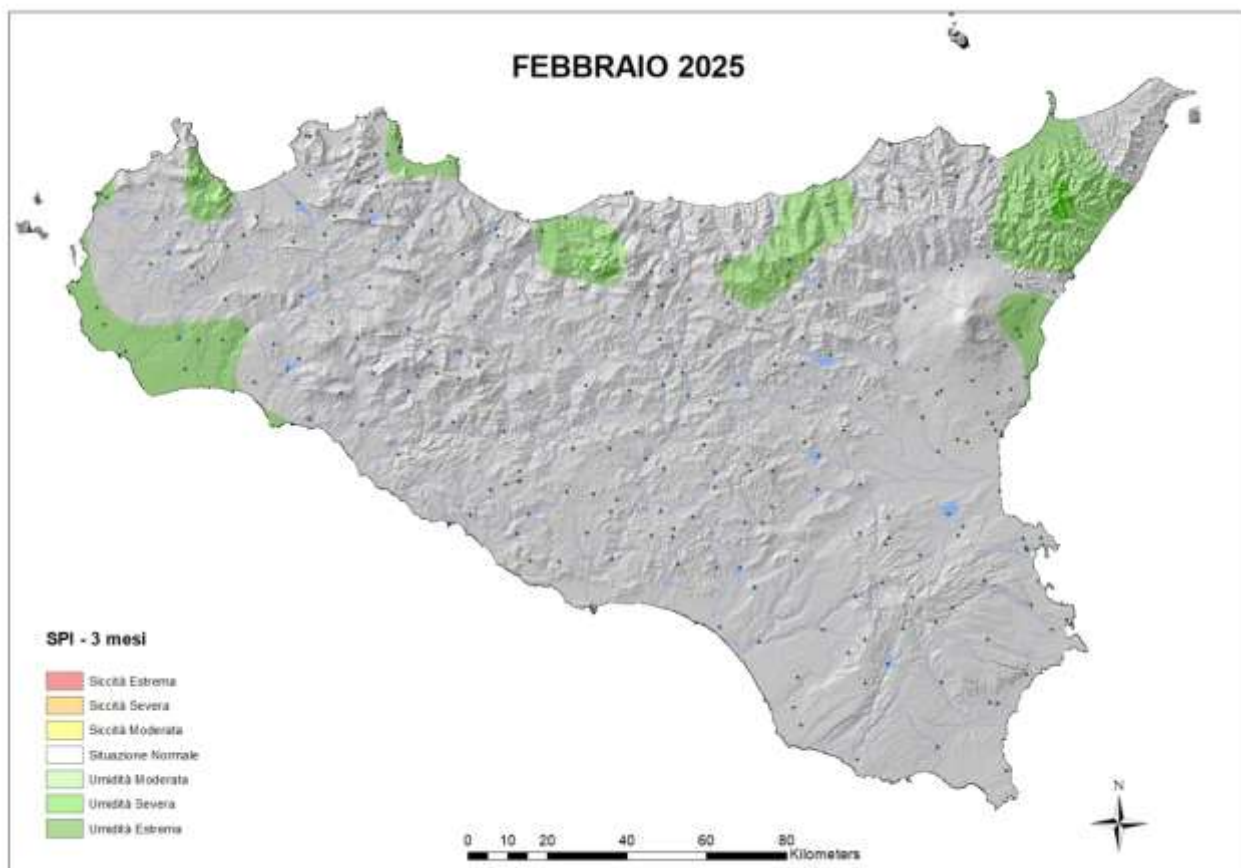 FEBBRAIO 2025
SPI - 3 mesi
Siccità Estrema
Siccità Severa
Siccità Moderata
Situazione Normale
Umidità Moderata
Umidità Severa
Umidità Estrema
N
0 10 20 40 60 80
Kilometers